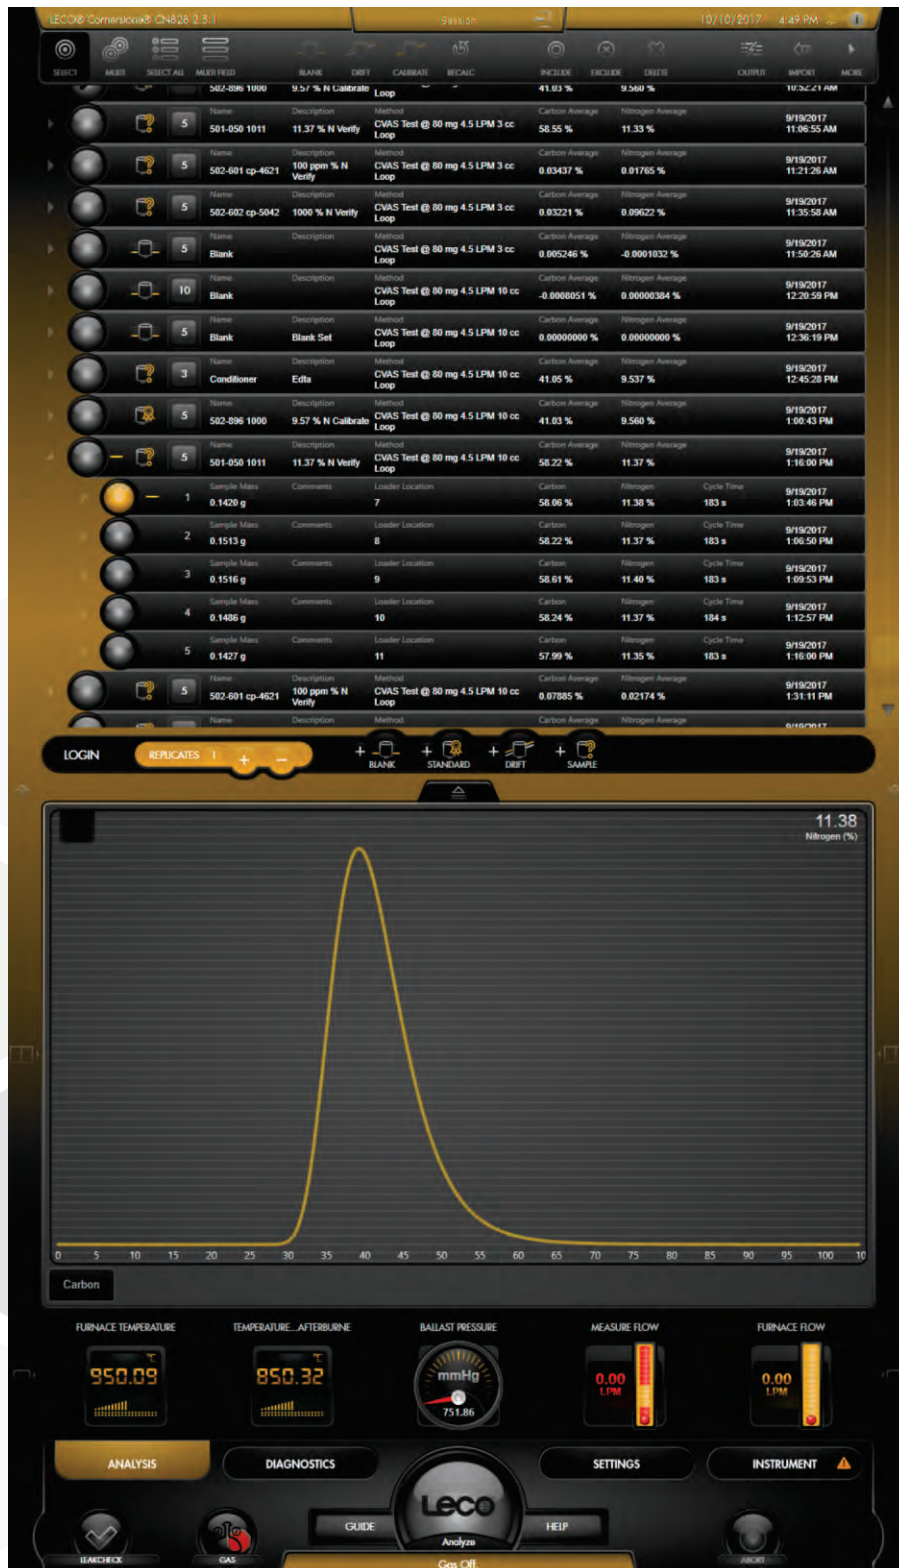 LECO® Cornerstone® CN828 2.5.1 Session 10/10/2017 4:49 PM
SELECT MULTI SELECT ALL MULTI FIELD BLANK DRIFT CALIBRATE RECALC INCLUDE EXCLUDE DELETE OUTPUT IMPORT MORE
502-896 1000 9.57 % N Calibrate Loop 41.03 % 9.560 % 10:52:21 AM
Name Description Method Carbon Average Nitrogen Average
5 501-050 1011 11.37 % N Verify CVAS Test @ 80 mg 4.5 LPM 3 cc Loop 58.55 % 11.33 % 9/19/2017 11:06:55 AM
Name Description Method Carbon Average Nitrogen Average
5 502-601 cp-4621 100 ppm % N Verify CVAS Test @ 80 mg 4.5 LPM 3 cc Loop 0.03437 % 0.01765 % 9/19/2017 11:21:26 AM
Name Description Method Carbon Average Nitrogen Average
5 502-602 cp-5042 1000 % N Verify CVAS Test @ 80 mg 4.5 LPM 3 cc Loop 0.03221 % 0.09622 % 9/19/2017 11:35:58 AM
Name Description Method Carbon Average Nitrogen Average
5 Blank CVAS Test @ 80 mg 4.5 LPM 3 cc Loop 0.005246 % -0.0001032 % 9/19/2017 11:50:26 AM
Name Description Method Carbon Average Nitrogen Average
10 Blank CVAS Test @ 80 mg 4.5 LPM 10 cc Loop -0.0008051 % 0.00000384 % 9/19/2017 12:20:59 PM
Name Description Method Carbon Average Nitrogen Average
5 Blank Blank Set CVAS Test @ 80 mg 4.5 LPM 10 cc Loop 0.00000000 % 0.00000000 % 9/19/2017 12:36:19 PM
Name Description Method Carbon Average Nitrogen Average
3 Conditioner Edta CVAS Test @ 80 mg 4.5 LPM 10 cc Loop 41.05 % 9.537 % 9/19/2017 12:45:28 PM
Name Description Method Carbon Average Nitrogen Average
5 502-896 1000 9.57 % N Calibrate CVAS Test @ 80 mg 4.5 LPM 10 cc Loop 41.03 % 9.560 % 9/19/2017 1:00:43 PM
Name Description Method Carbon Average Nitrogen Average
5 501-050 1011 11.37 % N Verify CVAS Test @ 80 mg 4.5 LPM 10 cc Loop 58.22 % 11.37 % 9/19/2017 1:16:00 PM
Sample Mass Comments Loader Location Carbon Nitrogen Cycle Time
1 0.1420 g 7 58.06 % 11.38 % 183 s 9/19/2017 1:03:46 PM
Sample Mass Comments Loader Location Carbon Nitrogen Cycle Time
2 0.1513 g 8 58.22 % 11.37 % 183 s 9/19/2017 1:06:50 PM
Sample Mass Comments Loader Location Carbon Nitrogen Cycle Time
3 0.1516 g 9 58.61 % 11.40 % 183 s 9/19/2017 1:09:53 PM
Sample Mass Comments Loader Location Carbon Nitrogen Cycle Time
4 0.1486 g 10 58.24 % 11.37 % 184 s 9/19/2017 1:12:57 PM
Sample Mass Comments Loader Location Carbon Nitrogen Cycle Time
5 0.1427 g 11 57.99 % 11.35 % 183 s 9/19/2017 1:16:00 PM
Name Description Method Carbon Average Nitrogen Average
5 502-601 cp-4621 100 ppm % N Verify CVAS Test @ 80 mg 4.5 LPM 10 cc Loop 0.07885 % 0.02174 % 9/19/2017 1:31:11 PM
Name Description Method Carbon Average Nitrogen Average 9/19/2017
LOGIN REPLICATES 1 + − + BLANK + STANDARD + DRIFT + SAMPLE
11.38
Nitrogen (%)
0 5 10 15 20 25 30 35 40 45 50 55 60 65 70 75 80 85 90 95 100 10
Carbon
FURNACE TEMPERATURE TEMPERATURE...AFTERBURNE BALLAST PRESSURE MEASURE FLOW FURNACE FLOW
°C °C
950.09 850.32 mmHg 0.00 LPM 0.00 LPM
751.86
ANALYSIS DIAGNOSTICS SETTINGS INSTRUMENT
Leco
GUIDE HELP
Analyze
LEAKCHECK GAS ABORT
Gas Off.